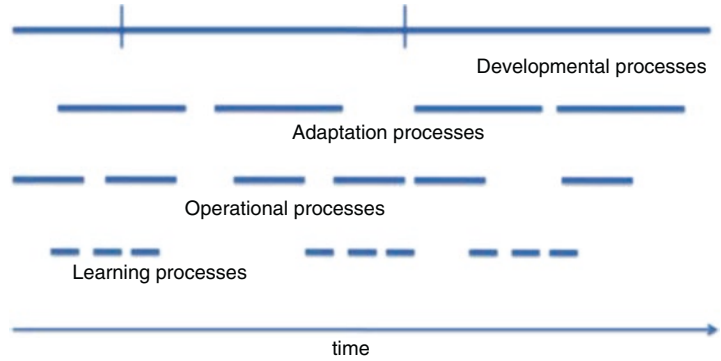 Developmental processes
Adaptation processes
Operational processes
Learning processes
time